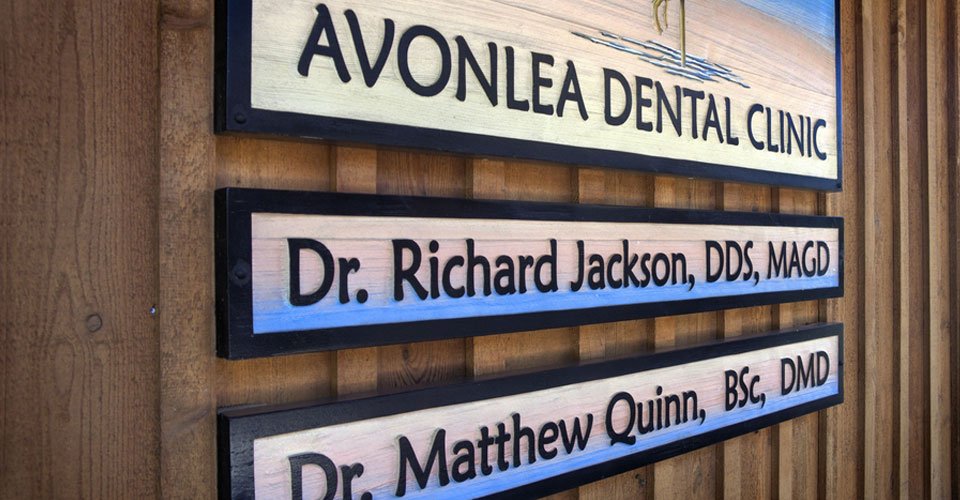 AVONLEA DENTAL CLINIC
Dr. Richard Jackson, DDS, MAGD
Dr. Matthew Quinn, BSc, DMD